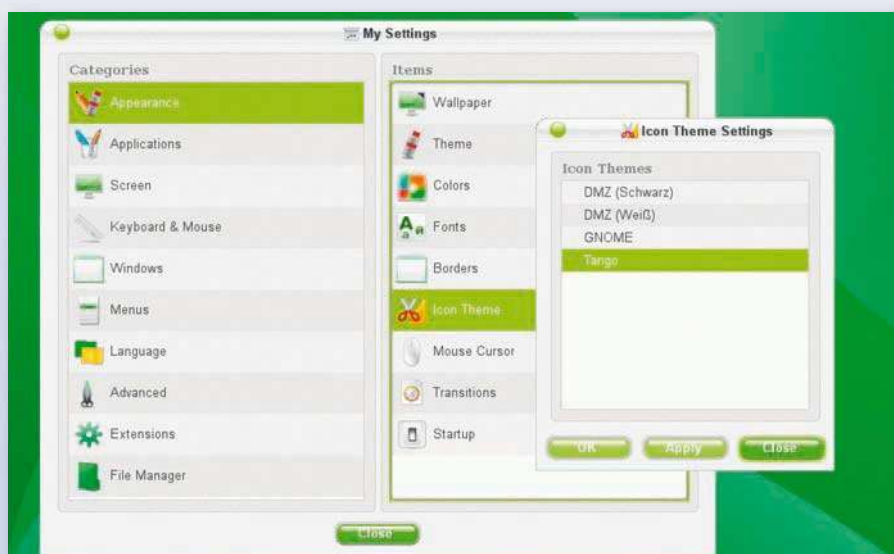 My Settings
Categories
Appearance
Applications
Screen
Keyboard & Mouse
Windows
Menus
Language
Advanced
Extensions
File Manager
Items
Wallpaper
Theme
Colors
Fonts
Borders
Icon Theme
Mouse Cursor
Transitions
Startup
Close
Icon Theme Settings
Icon Themes
DMZ (Schwarz)
DMZ (Weiß)
GNOME
Tango
OK Apply Close